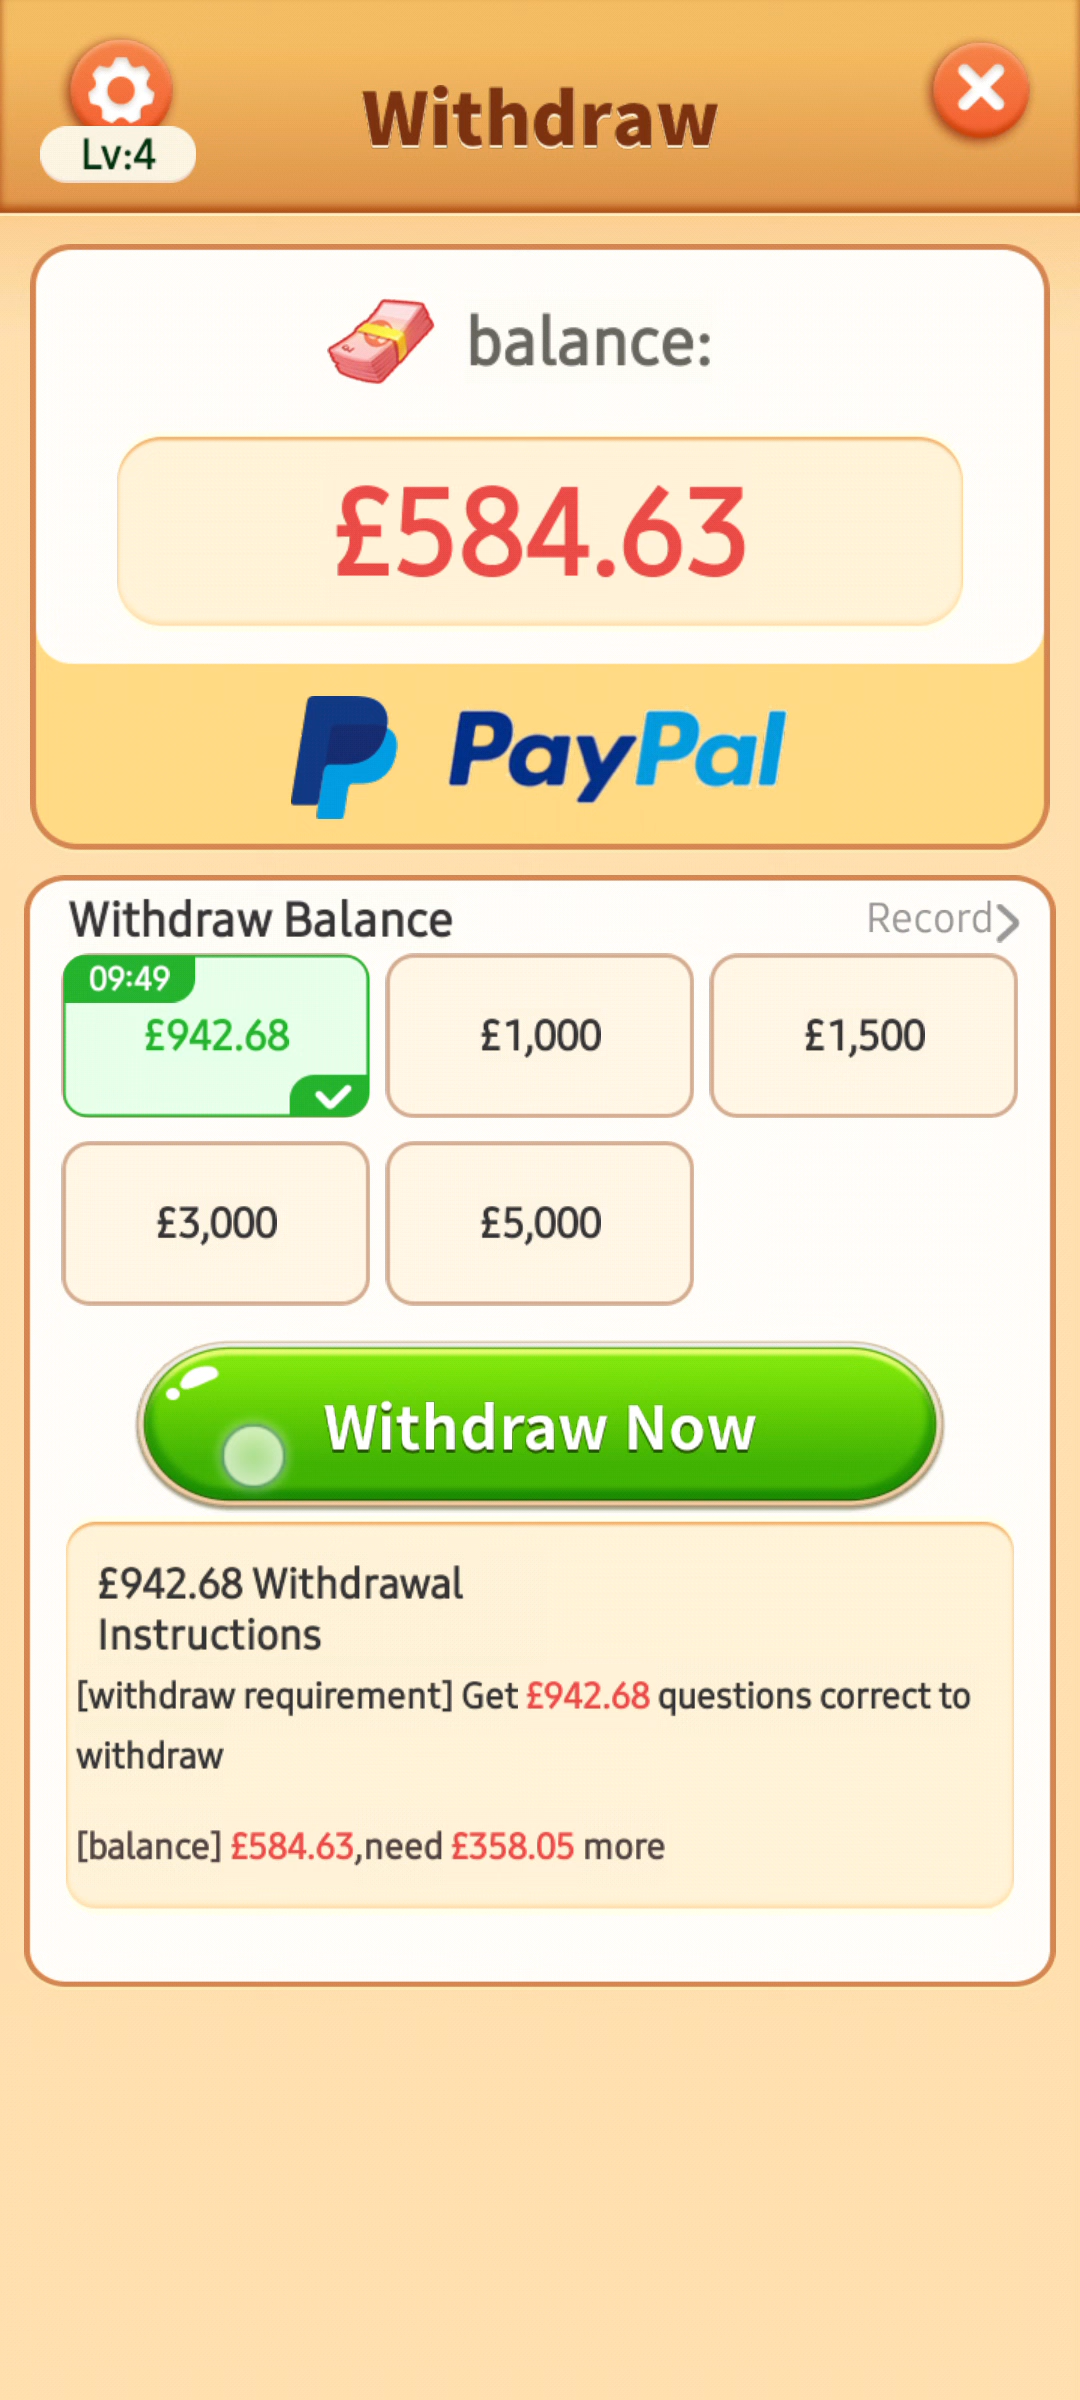 Withdraw
Lv:4
balance:
£584.63
PayPal
Withdraw Balance
Record
09:49
£942.68
£1,000
£1,500
£3,000
£5,000
Withdraw Now
£942.68 Withdrawal
Instructions
[withdraw requirement] Get £942.68 questions correct to
withdraw
[balance] £584.63,need £358.05 more